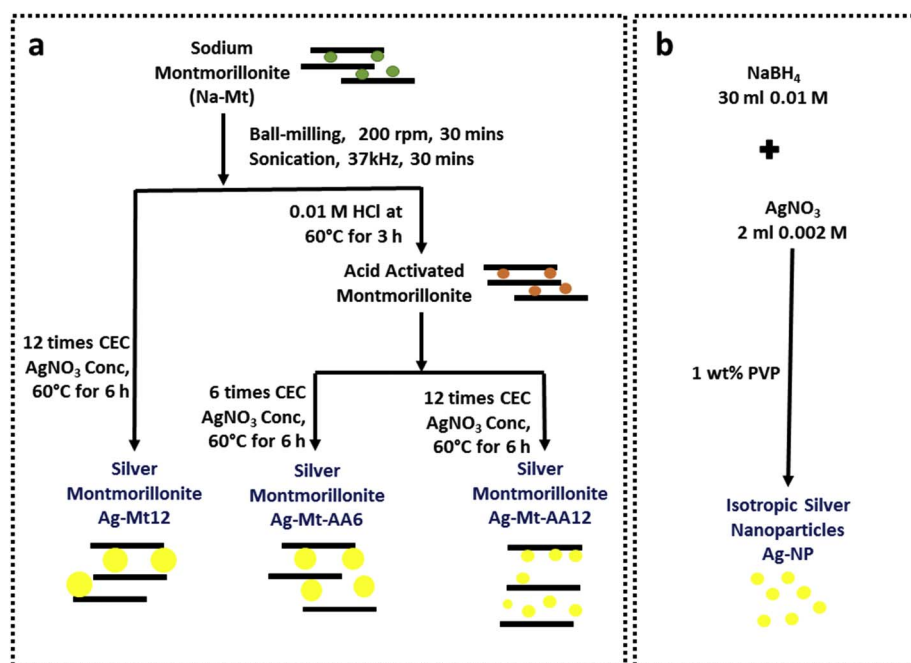 a
Sodium
Montmorillonite
(Na-Mt)
Ball-milling, 200 rpm, 30 mins
Sonication, 37kHz, 30 mins
0.01 M HCl at
60°C for 3 h
Acid Activated
Montmorillonite
12 times CEC
AgNO₃ Conc,
60°C for 6 h
6 times CEC
AgNO₃ Conc,
60°C for 6 h
12 times CEC
AgNO₃ Conc,
60°C for 6 h
Silver
Montmorillonite
Ag-Mt12
Silver
Montmorillonite
Ag-Mt-AA6
Silver
Montmorillonite
Ag-Mt-AA12
b
NaBH₄
30 ml 0.01 M
+
AgNO₃
2 ml 0.002 M
1 wt% PVP
Isotropic Silver
Nanoparticles
Ag-NP